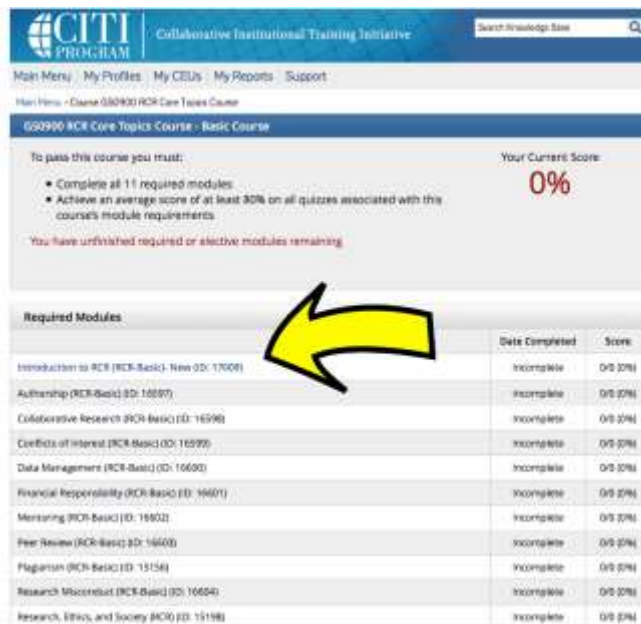 CITI PROGRAM
Collaborative Institutional Training Initiative
Search Knowledge Base
Main Menu My Profiles My CEUs My Reports Support
Main Menu › Course GS0900 RCR Core Topics Course
GS0900 RCR Core Topics Course - Basic Course
To pass this course you must:
Your Current Score
0%
• Complete all 11 required modules
• Achieve an average score of at least 80% on all quizzes associated with this
course's module requirements
You have unfinished required or elective modules remaining
Required Modules
Date Completed Score
Introduction to RCR (RCR-Basic)- New (ID: 17009) Incomplete 0/0 (0%)
Authorship (RCR-Basic) (ID: 16597) Incomplete 0/0 (0%)
Collaborative Research (RCR-Basic) (ID: 16598) Incomplete 0/0 (0%)
Conflicts of Interest (RCR-Basic) (ID: 16599) Incomplete 0/0 (0%)
Data Management (RCR-Basic) (ID: 16600) Incomplete 0/0 (0%)
Financial Responsibility (RCR-Basic) (ID: 16601) Incomplete 0/0 (0%)
Mentoring (RCR-Basic) (ID: 16602) Incomplete 0/0 (0%)
Peer Review (RCR-Basic) (ID: 16603) Incomplete 0/0 (0%)
Plagiarism (RCR-Basic) (ID: 15156) Incomplete 0/0 (0%)
Research Misconduct (RCR-Basic) (ID: 16604) Incomplete 0/0 (0%)
Research, Ethics, and Society (RCR) (ID: 15198) Incomplete 0/0 (0%)